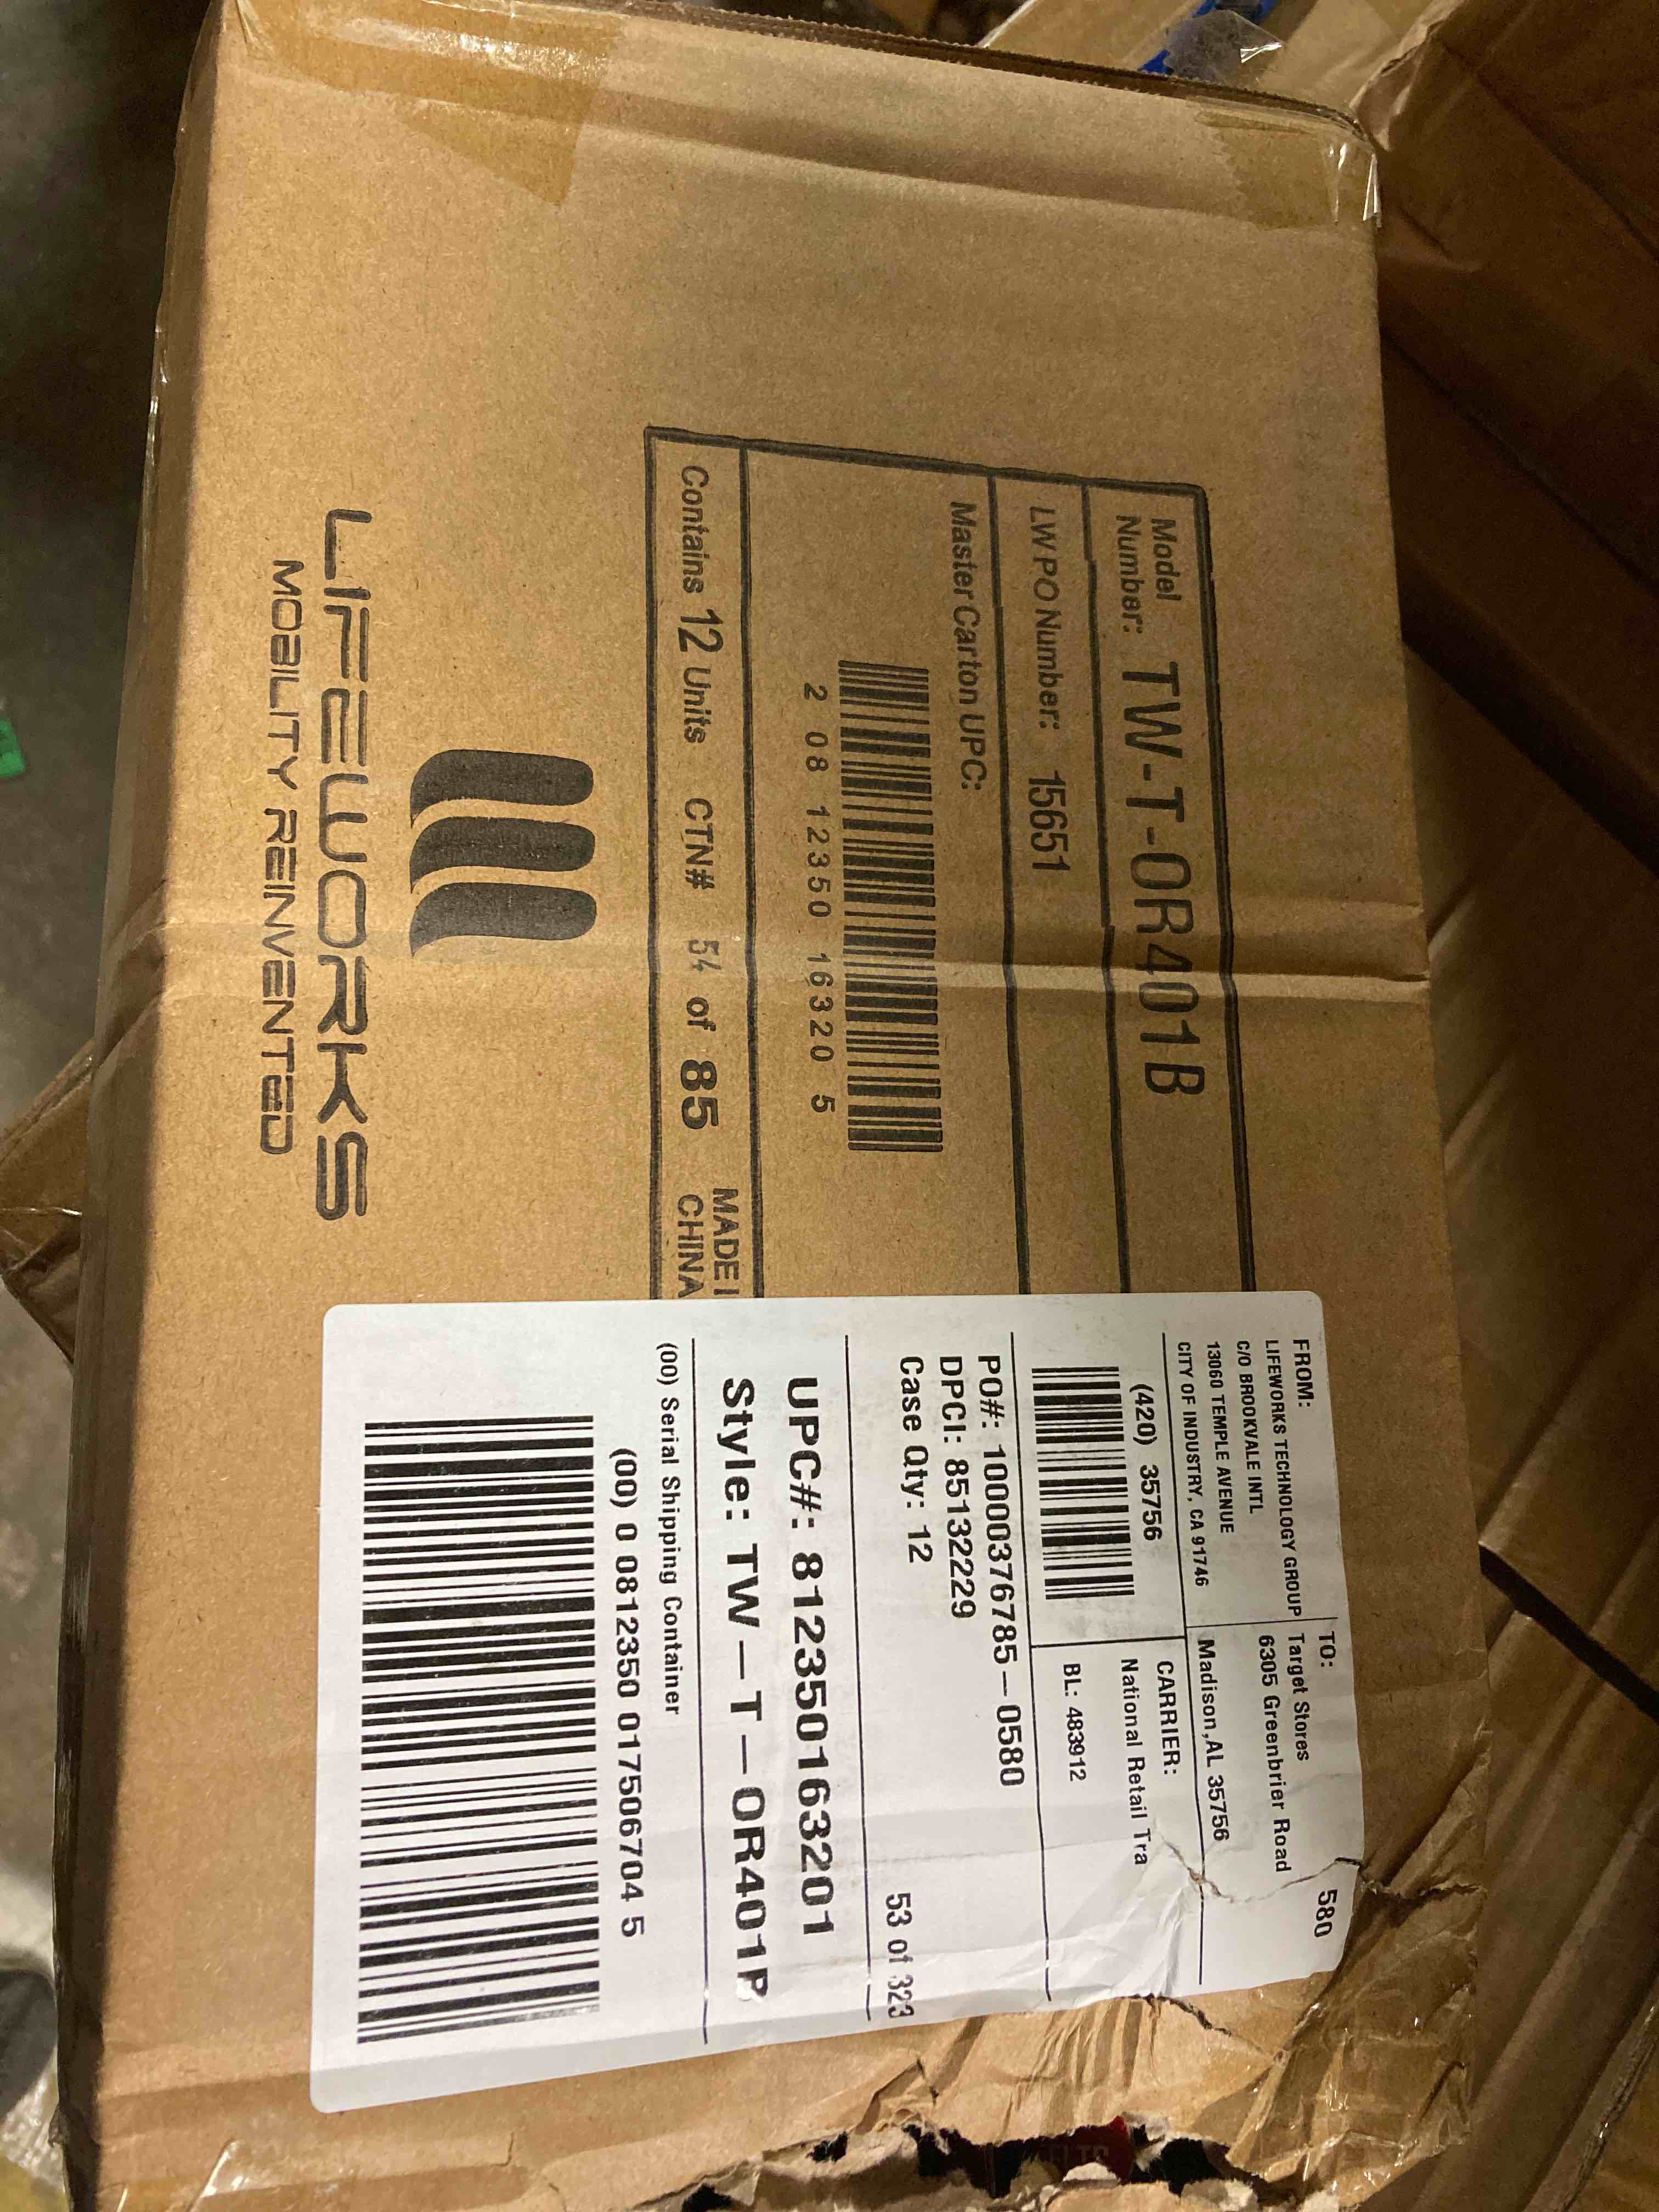 Model
Number: TW-T-OR401B
LW PO Number: 15651
Master Carton UPC:
2 08 12350 16320 5
Contains 12 Units CTN# 54 of 85 MADE I
CHINA
LIFEWORKS
MOBILITY REINVENTED
FROM:
LIFEWORKS TECHNOLOGY GROUP
C/O BROOKVALE INTL
13060 TEMPLE AVENUE
CITY OF INDUSTRY, CA 91746
TO: 580
Target Stores
6305 Greenbrier Road
Madison,AL 35756
(420) 35756
CARRIER:
National Retail Tra
BL: 483912
PO#: 10000376785-0580
DPCI: 85132229
Case Qty: 12
53 of 323
UPC#: 812350163201
Style: TW-T-OR401B
(00) Serial Shipping Container
(00) 0 0812350 017506704 5